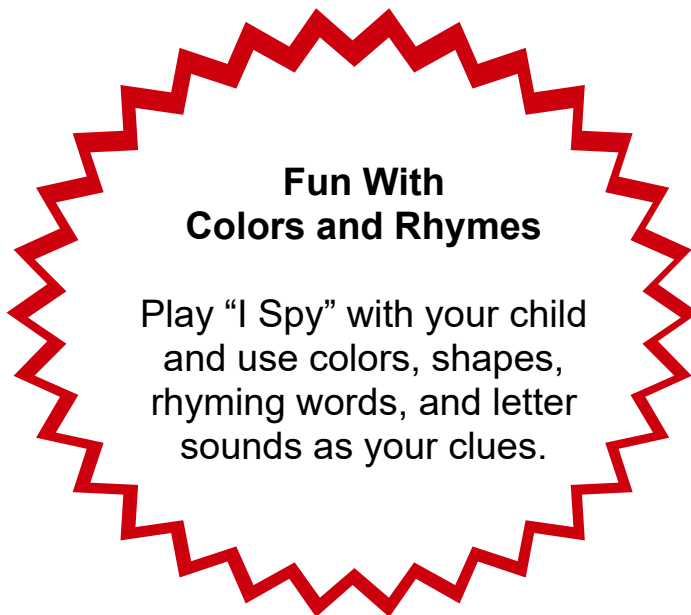 Fun With
Colors and Rhymes
Play “I Spy” with your child
and use colors, shapes,
rhyming words, and letter
sounds as your clues.